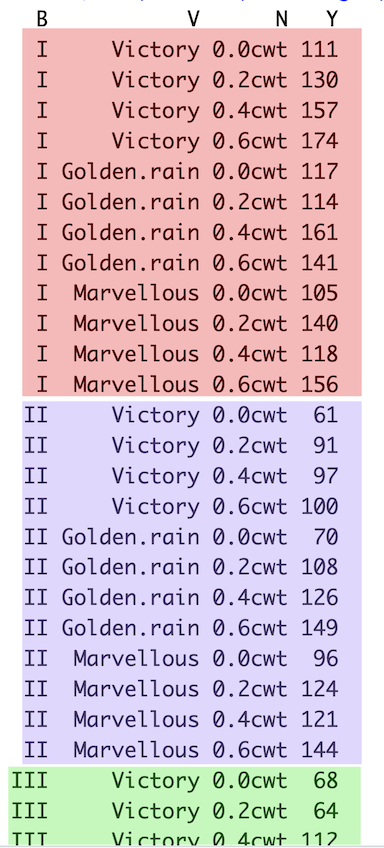 B V N Y
I Victory 0.0cwt 111
I Victory 0.2cwt 130
I Victory 0.4cwt 157
I Victory 0.6cwt 174
I Golden.rain 0.0cwt 117
I Golden.rain 0.2cwt 114
I Golden.rain 0.4cwt 161
I Golden.rain 0.6cwt 141
I Marvellous 0.0cwt 105
I Marvellous 0.2cwt 140
I Marvellous 0.4cwt 118
I Marvellous 0.6cwt 156
II Victory 0.0cwt 61
II Victory 0.2cwt 91
II Victory 0.4cwt 97
II Victory 0.6cwt 100
II Golden.rain 0.0cwt 70
II Golden.rain 0.2cwt 108
II Golden.rain 0.4cwt 126
II Golden.rain 0.6cwt 149
II Marvellous 0.0cwt 96
II Marvellous 0.2cwt 124
II Marvellous 0.4cwt 121
II Marvellous 0.6cwt 144
III Victory 0.0cwt 68
III Victory 0.2cwt 64
III Victory 0.4cwt 112